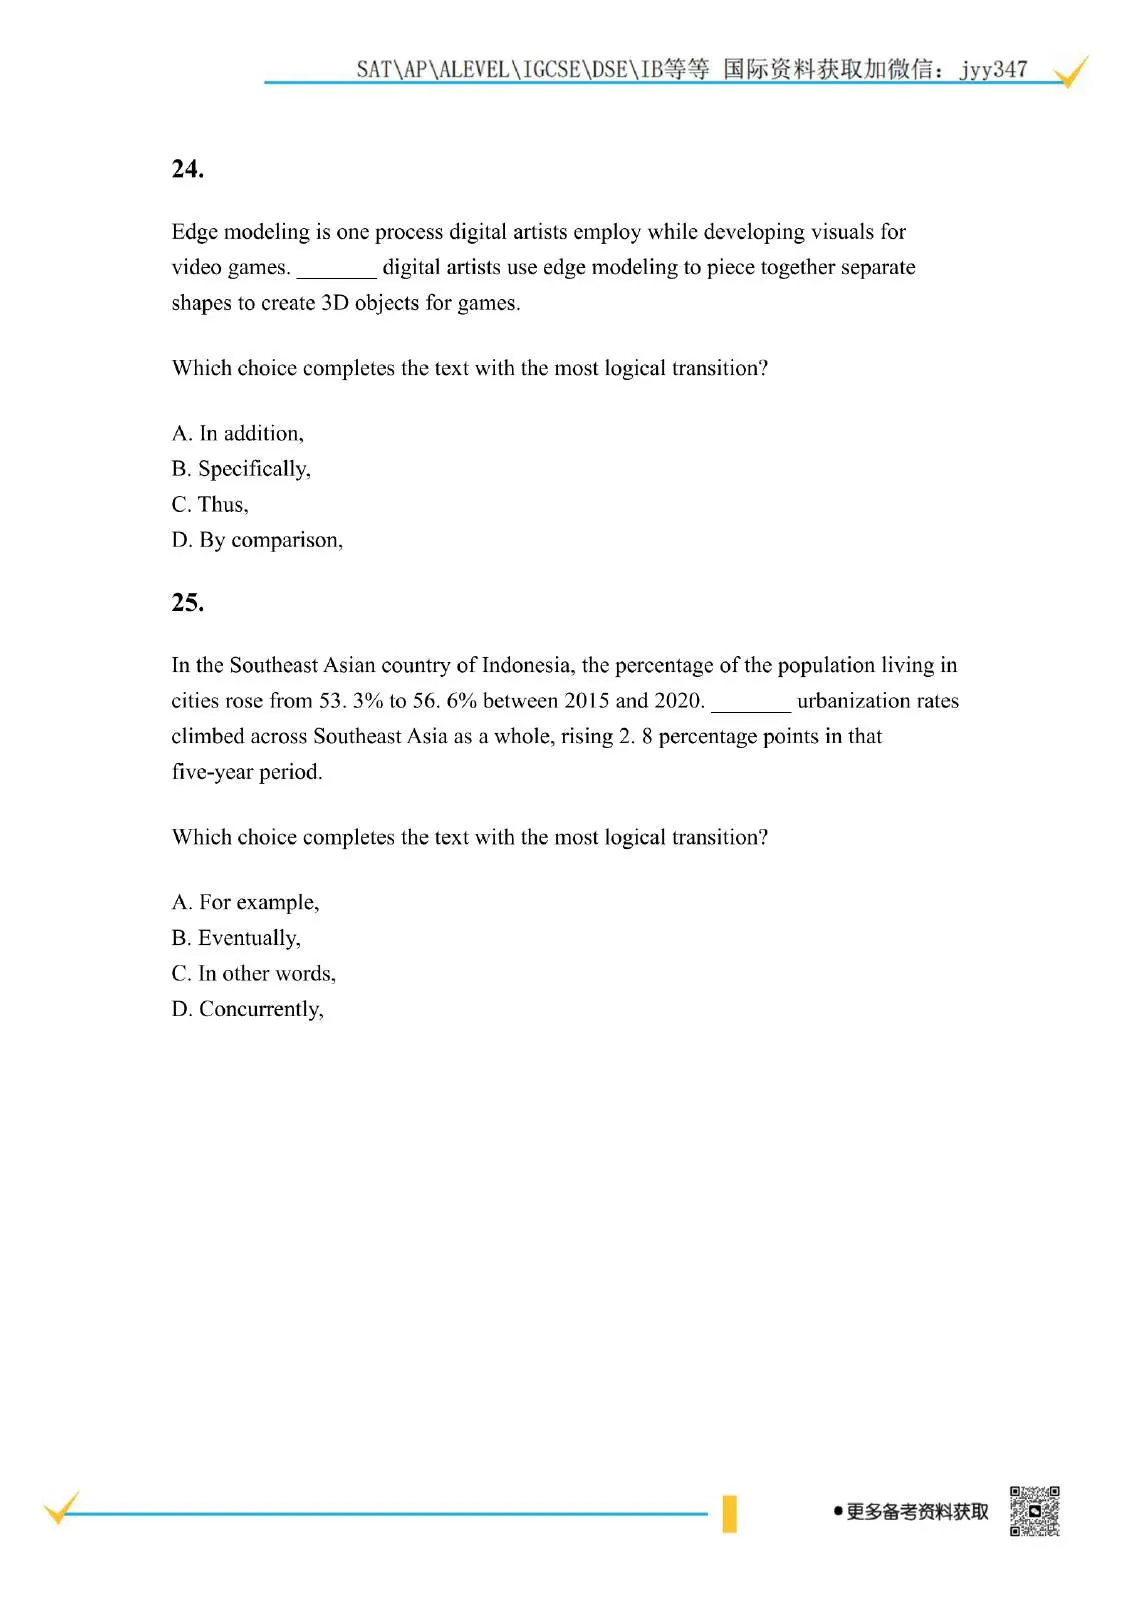 SAT\AP\ALEVEL\IGCSE\DSE\IB等等 国际资料获取加微信: jyy347
24.
Edge modeling is one process digital artists employ while developing visuals for
video games. _______ digital artists use edge modeling to piece together separate
shapes to create 3D objects for games.
Which choice completes the text with the most logical transition?
A. In addition,
B. Specifically,
C. Thus,
D. By comparison,
25.
In the Southeast Asian country of Indonesia, the percentage of the population living in
cities rose from 53. 3% to 56. 6% between 2015 and 2020. _______ urbanization rates
climbed across Southeast Asia as a whole, rising 2. 8 percentage points in that
five-year period.
Which choice completes the text with the most logical transition?
A. For example,
B. Eventually,
C. In other words,
D. Concurrently,
•更多备考资料获取